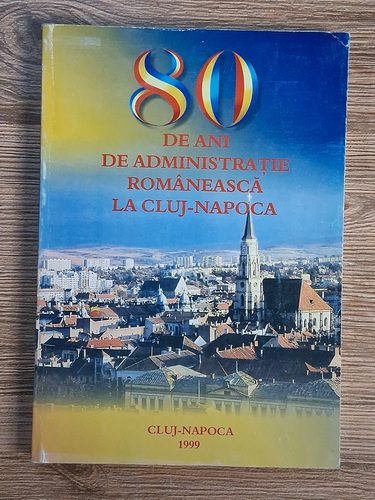 80
DE ANI
DE ADMINISTRAȚIE
ROMÂNEASCĂ
LA CLUJ-NAPOCA
CLUJ-NAPOCA
1999